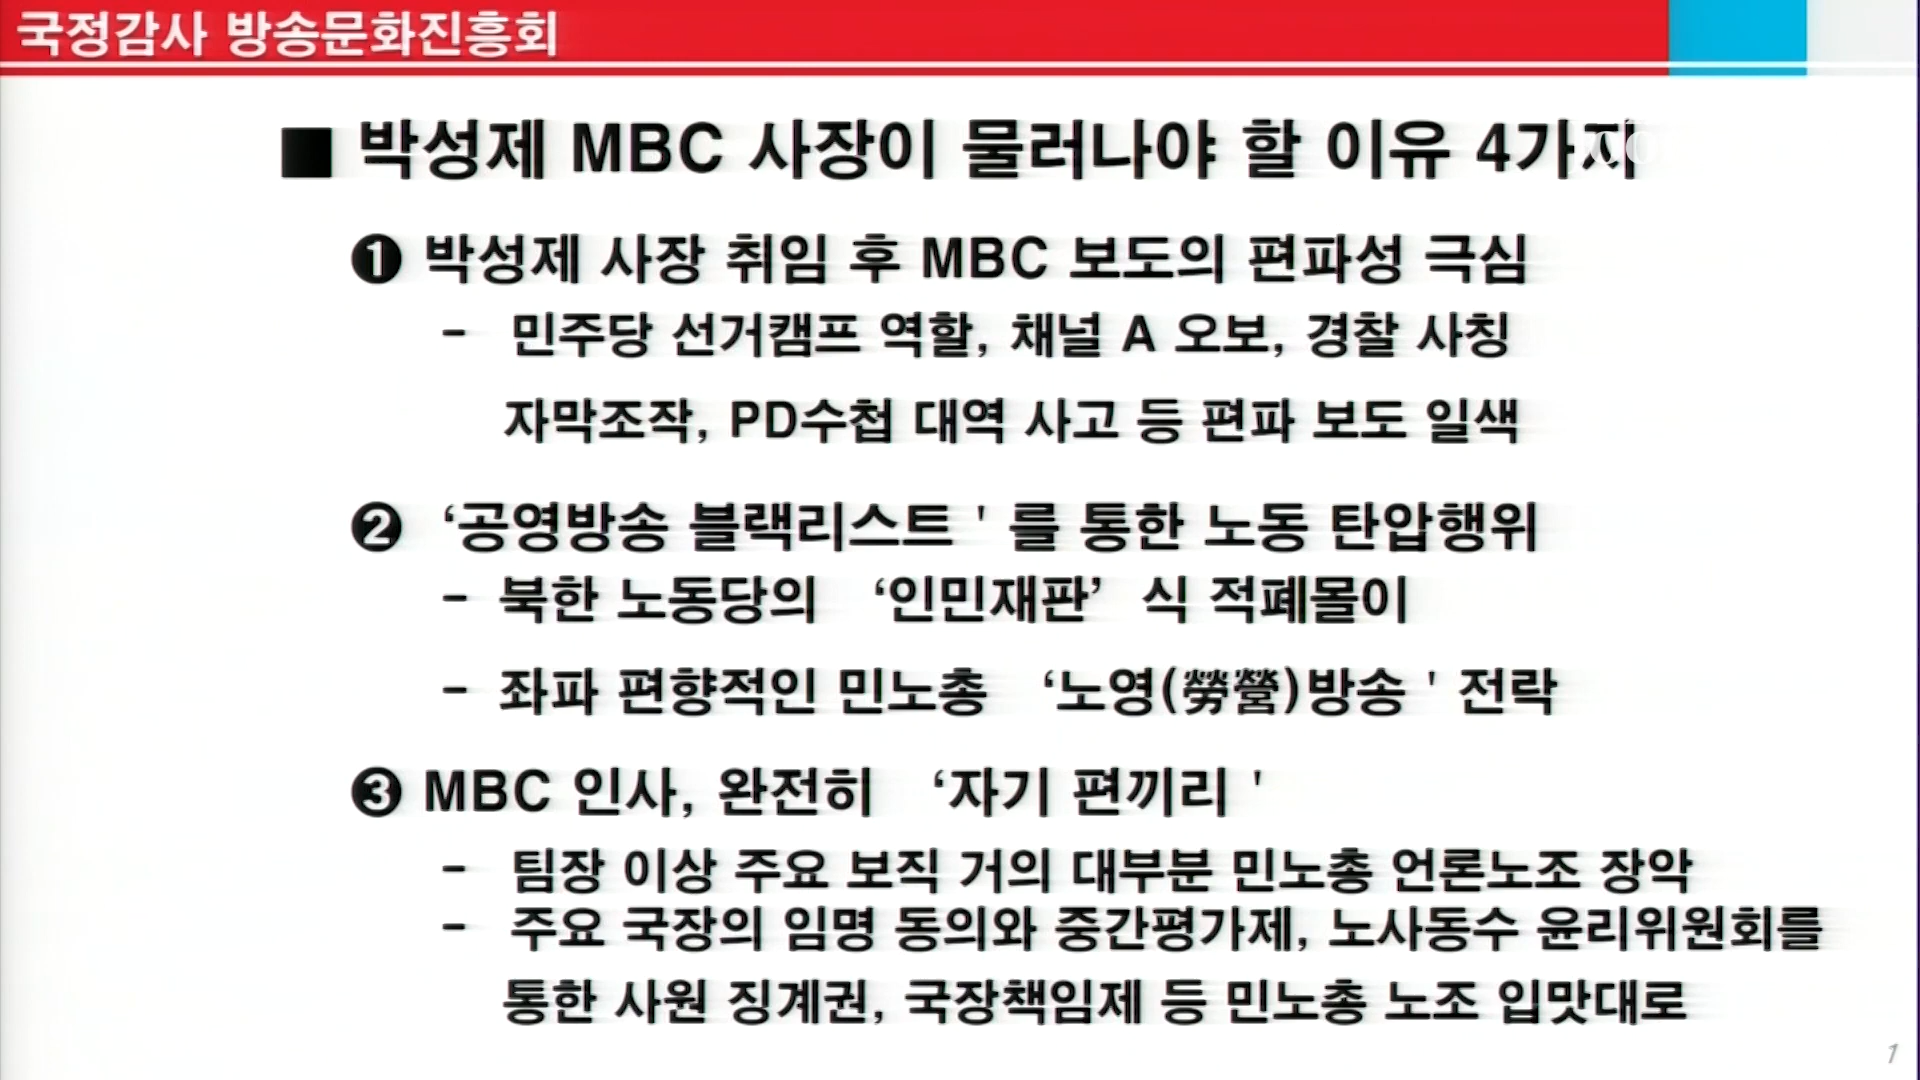 국정감사 방송문화진흥회
■ 박성제 MBC 사장이 물러나야 할 이유 4가지
❶ 박성제 사장 취임 후 MBC 보도의 편파성 극심
- 민주당 선거캠프 역할, 채널 A 오보, 경찰 사칭
자막조작, PD수첩 대역 사고 등 편파 보도 일색
❷ ‘공영방송 블랙리스트 ' 를 통한 노동 탄압행위
- 북한 노동당의 ‘인민재판’ 식 적폐몰이
- 좌파 편향적인 민노총 ‘노영(勞營)방송 ' 전락
❸ MBC 인사, 완전히 ‘자기 편끼리 '
- 팀장 이상 주요 보직 거의 대부분 민노총 언론노조 장악
- 주요 국장의 임명 동의와 중간평가제, 노사동수 윤리위원회를
통한 사원 징계권, 국장책임제 등 민노총 노조 입맛대로
1